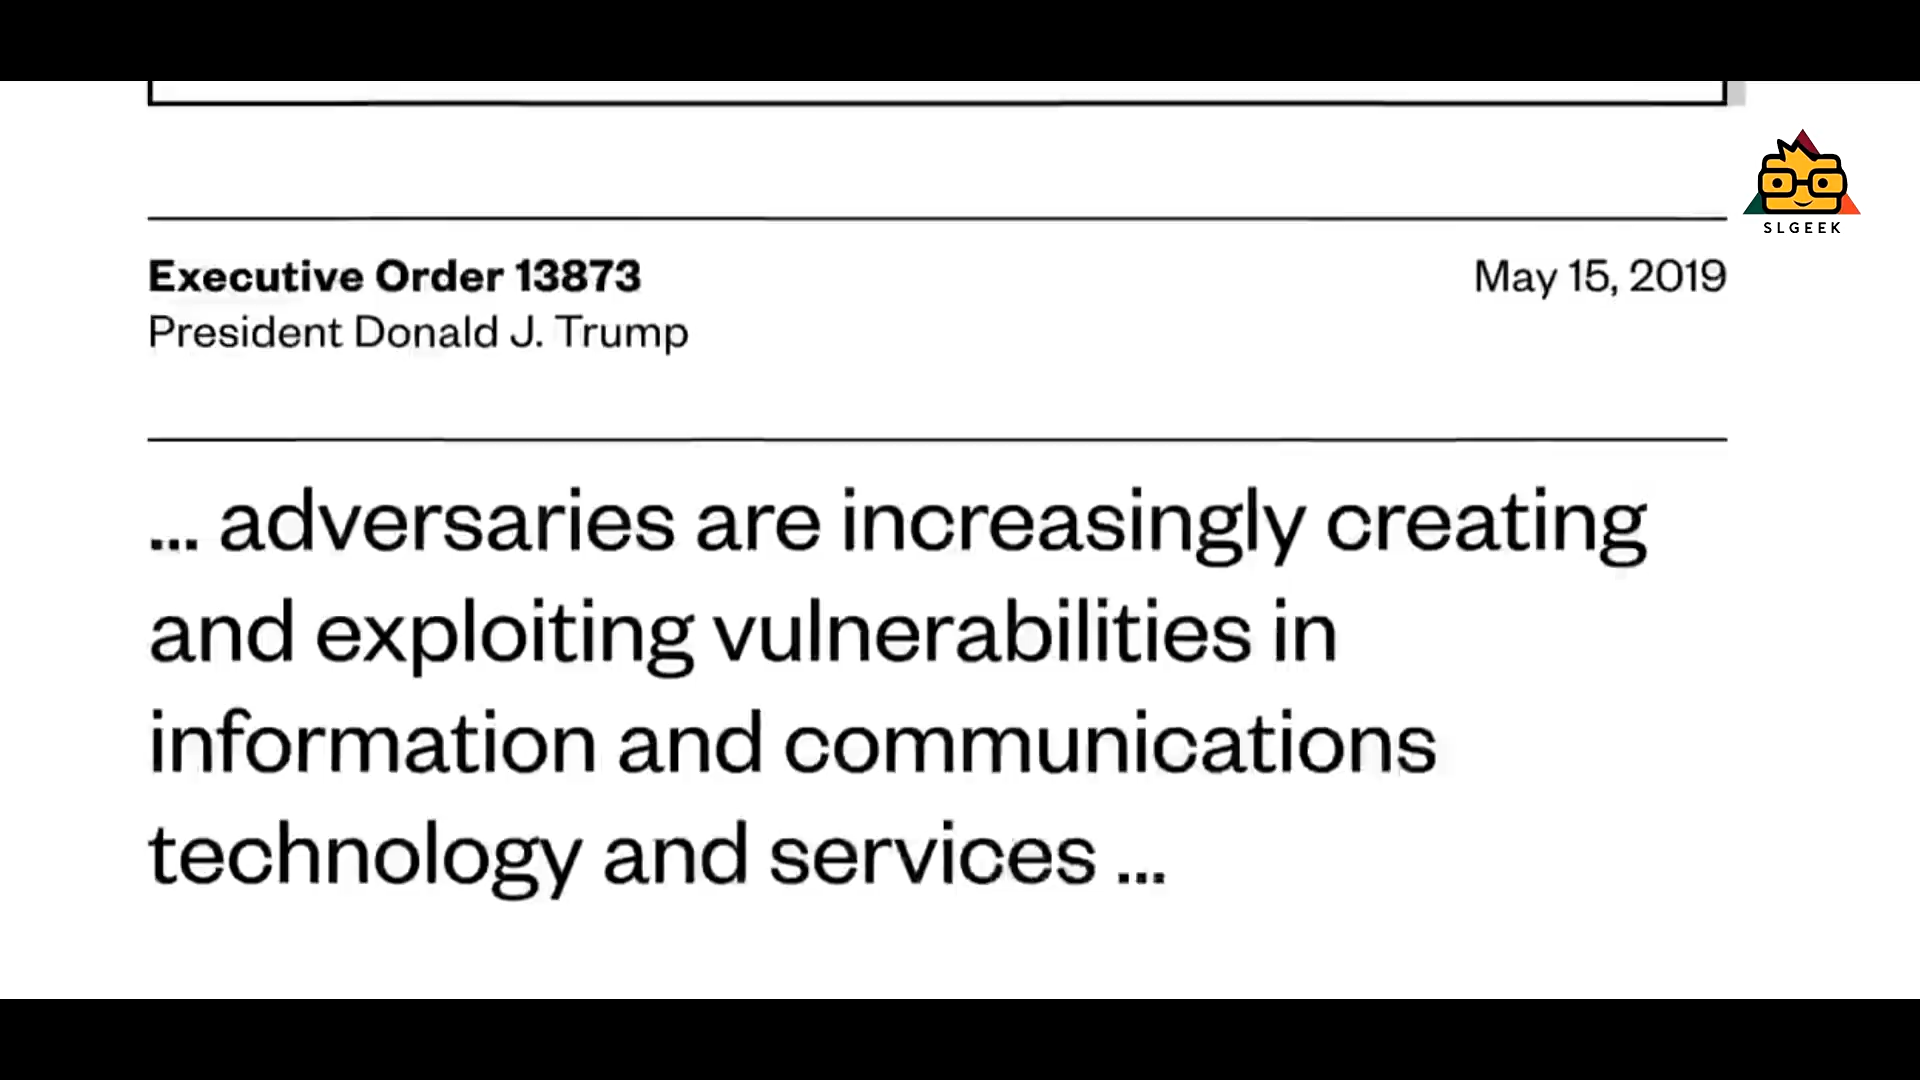 SLGEEK
Executive Order 13873
May 15, 2019
President Donald J. Trump
... adversaries are increasingly creating
and exploiting vulnerabilities in
information and communications
technology and services ...